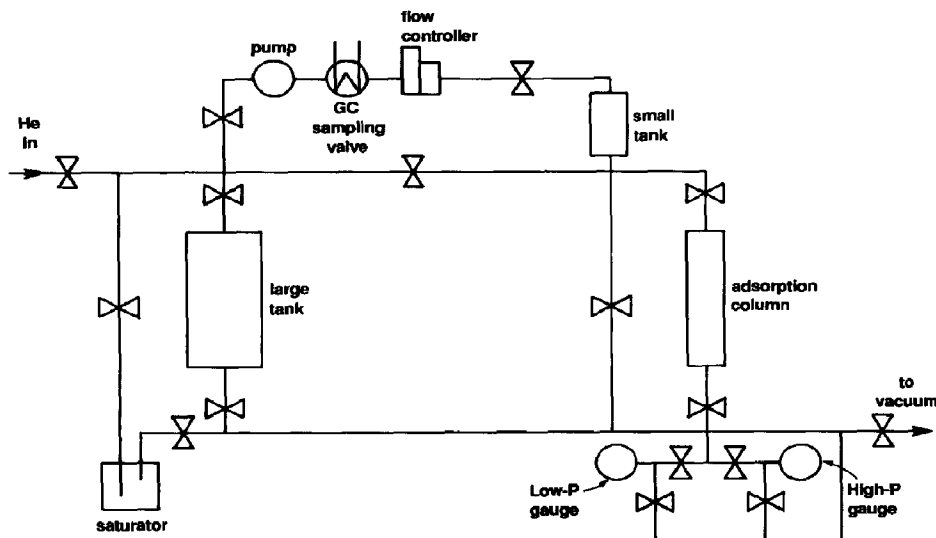 flow
controller
pump
GC
sampling
valve
small
tank
He
In
large
tank
adsorption
column
to
vacuum
Low-P
gauge
High-P
gauge
saturator